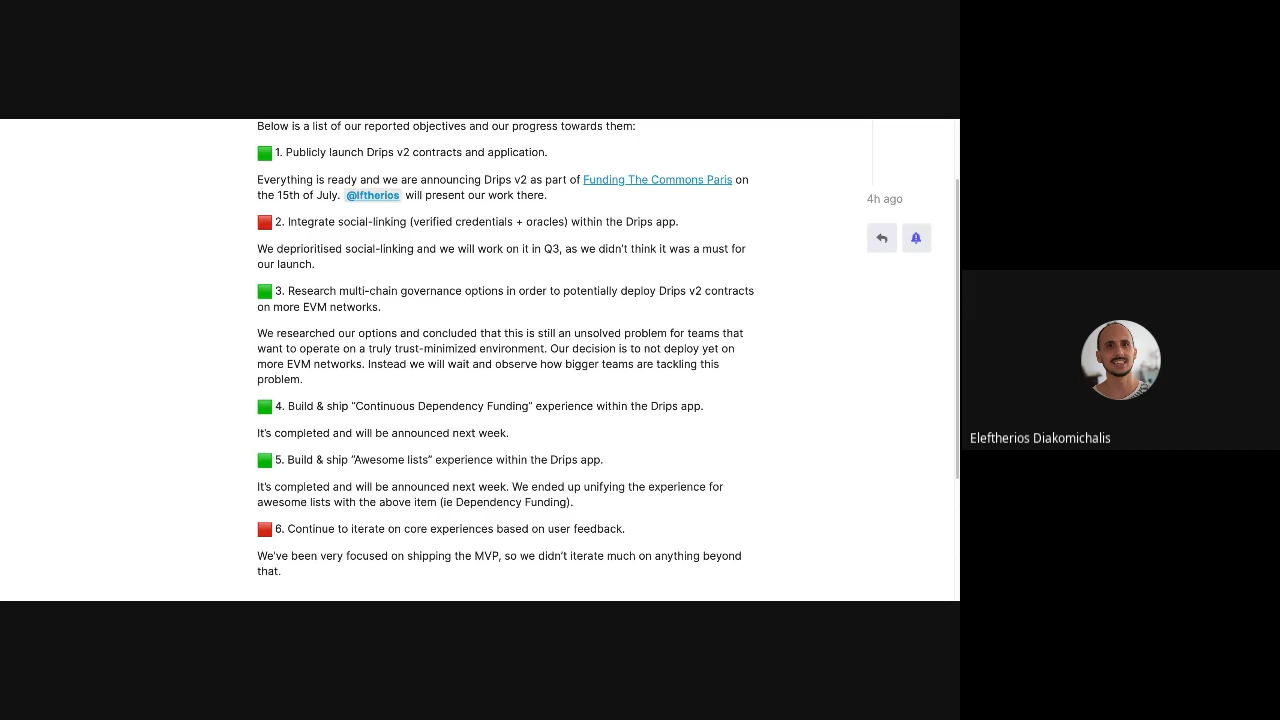 Below is a list of our reported objectives and our progress towards them:
1. Publicly launch Drips v2 contracts and application.
Everything is ready and we are announcing Drips v2 as part of Funding The Commons Paris on
the 15th of July. @lftherios will present our work there.
2. Integrate social-linking (verified credentials + oracles) within the Drips app.
We deprioritised social-linking and we will work on it in Q3, as we didn’t think it was a must for
our launch.
3. Research multi-chain governance options in order to potentially deploy Drips v2 contracts
on more EVM networks.
We researched our options and concluded that this is still an unsolved problem for teams that
want to operate on a truly trust-minimized environment. Our decision is to not deploy yet on
more EVM networks. Instead we will wait and observe how bigger teams are tackling this
problem.
4. Build & ship “Continuous Dependency Funding” experience within the Drips app.
It’s completed and will be announced next week.
5. Build & ship “Awesome lists” experience within the Drips app.
It’s completed and will be announced next week. We ended up unifying the experience for
awesome lists with the above item (ie Dependency Funding).
6. Continue to iterate on core experiences based on user feedback.
We’ve been very focused on shipping the MVP, so we didn’t iterate much on anything beyond
that.
4h ago
Eleftherios Diakomichalis